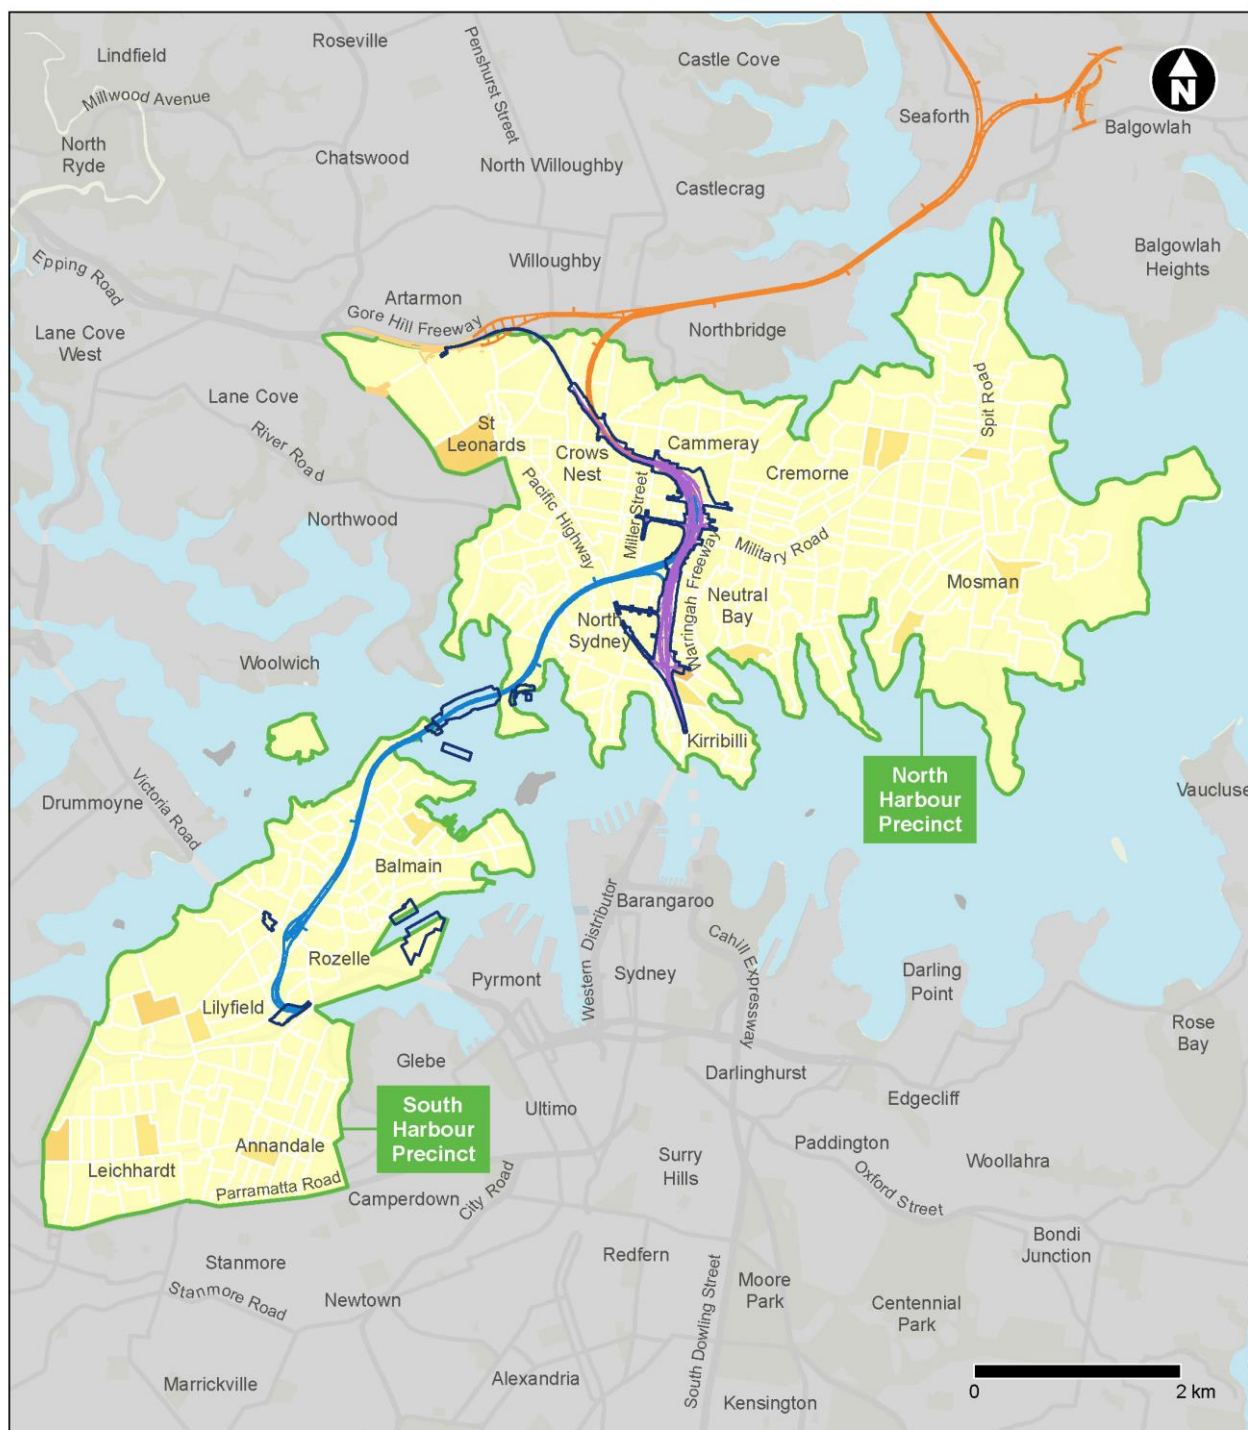 Roseville
Lindfield
Penshurst Street
Castle Cove
Millwood Avenue
N
Seaforth
Balgowlah
North
Ryde
Chatswood
North Willoughby
Castlecrag
Epping Road
Willoughby
Balgowlah
Heights
Artarmon
Gore Hill Freeway
Northbridge
Lane Cove
West
Lane Cove
River Road
St
Leonards
Crows
Nest
Cammeray
Cremorne
Spit Road
Pacific Highway
Miller Street
Northwood
Military Road
Warringah Freeway
Mosman
Neutral
Bay
North
Sydney
Woolwich
Kirribilli
North
Harbour
Precinct
Drummoyne
Victoria Road
Vaucluse
Balmain
Barangaroo
Western Distributor
Cahill Expressway
Rozelle
Pyrmont
Sydney
Darling
Point
Lilyfield
Rose
Bay
Glebe
Darlinghurst
Edgecliff
South
Harbour
Precinct
Ultimo
Annandale
Leichhardt
Parramatta Road
Paddington
Woollahra
Surry
Hills
Camperdown
City Road
Oxford Street
Bondi
Junction
Stanmore
Redfern
Stanmore Road
Newtown
Moore
Park
Centennial
Park
South Dowling Street
Marrickville
Alexandria
Kensington
0
2 km